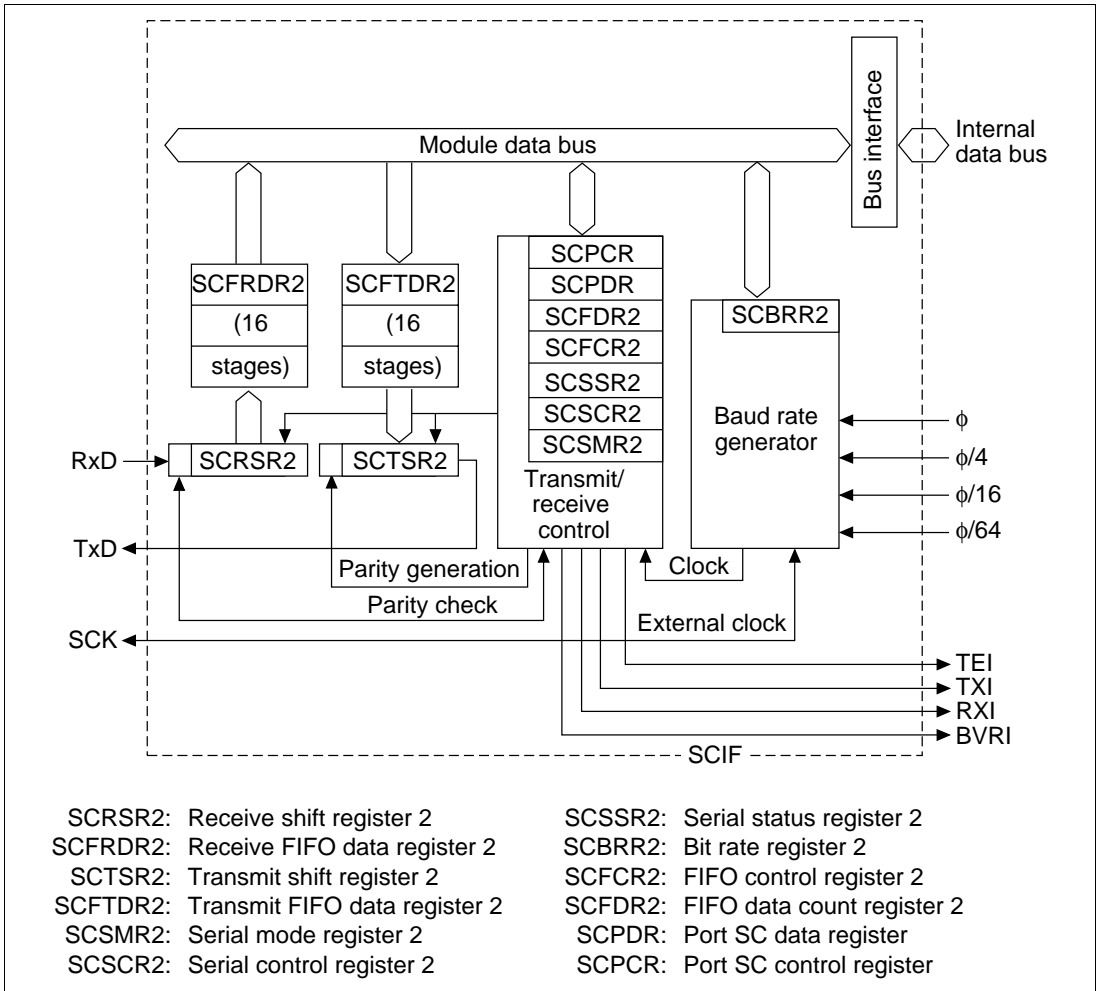 Bus interface
Module data bus
Internal
data bus
SCFRDR2
(16
stages)
SCFTDR2
(16
stages)
SCPCR
SCPDR
SCFDR2
SCFCR2
SCSSR2
SCSCR2
SCSMR2
Transmit/
receive
control
SCBRR2
Baud rate
generator
ϕ
ϕ/4
ϕ/16
ϕ/64
RxD
SCRSR2
SCTSR2
TxD
Parity generation
Parity check
Clock
SCK
External clock
TEI
TXI
RXI
BVRI
SCIF
SCRSR2: Receive shift register 2
SCFRDR2: Receive FIFO data register 2
SCTSR2: Transmit shift register 2
SCFTDR2: Transmit FIFO data register 2
SCSMR2: Serial mode register 2
SCSCR2: Serial control register 2
SCSSR2: Serial status register 2
SCBRR2: Bit rate register 2
SCFCR2: FIFO control register 2
SCFDR2: FIFO data count register 2
SCPDR: Port SC data register
SCPCR: Port SC control register